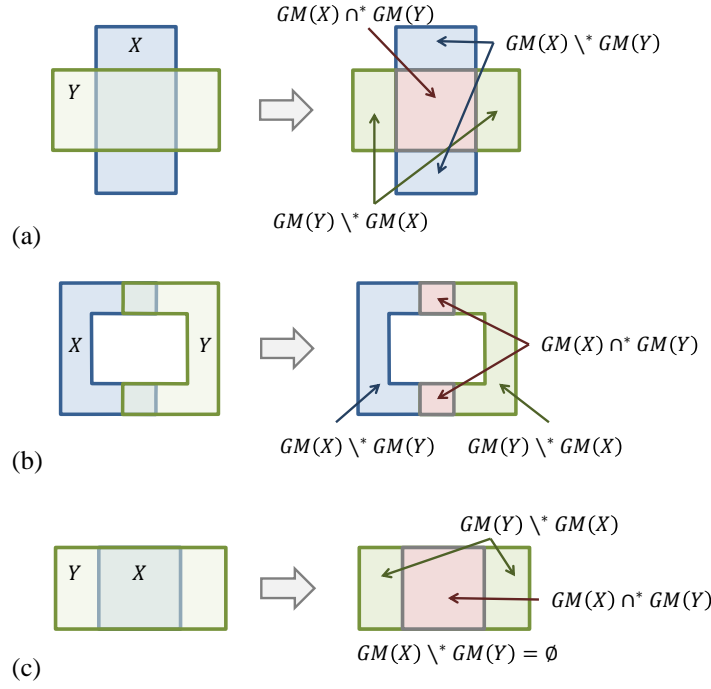 GM(X) ∩* GM(Y)
X
GM(X) \* GM(Y)
Y
GM(Y) \* GM(X)
(a)
X
Y
GM(X) ∩* GM(Y)
GM(X) \* GM(Y)
GM(Y) \* GM(X)
(b)
GM(Y) \* GM(X)
Y
X
GM(X) ∩* GM(Y)
GM(X) \* GM(Y) = ∅
(c)